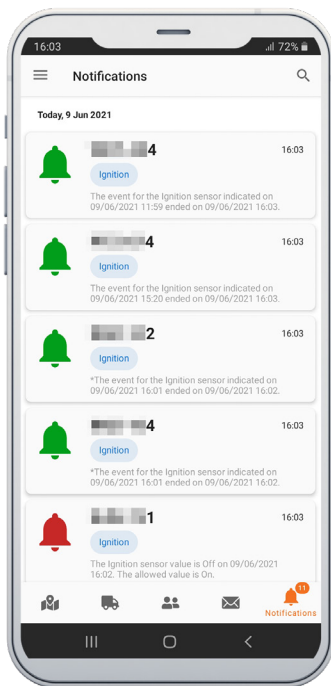 16:03
72%
Notifications
Today, 9 Jun 2021
4
16:03
Ignition
The event for the Ignition sensor indicated on
09/06/2021 11:59 ended on 09/06/2021 16:03.
4
16:03
Ignition
The event for the Ignition sensor indicated on
09/06/2021 15:20 ended on 09/06/2021 16:03.
2
16:03
Ignition
*The event for the Ignition sensor indicated on
09/06/2021 16:01 ended on 09/06/2021 16:02.
4
16:03
Ignition
*The event for the Ignition sensor indicated on
09/06/2021 16:01 ended on 09/06/2021 16:02.
1
16:03
Ignition
The Ignition sensor value is Off on 09/06/2021
16:02. The allowed value is On.
11
Notifications